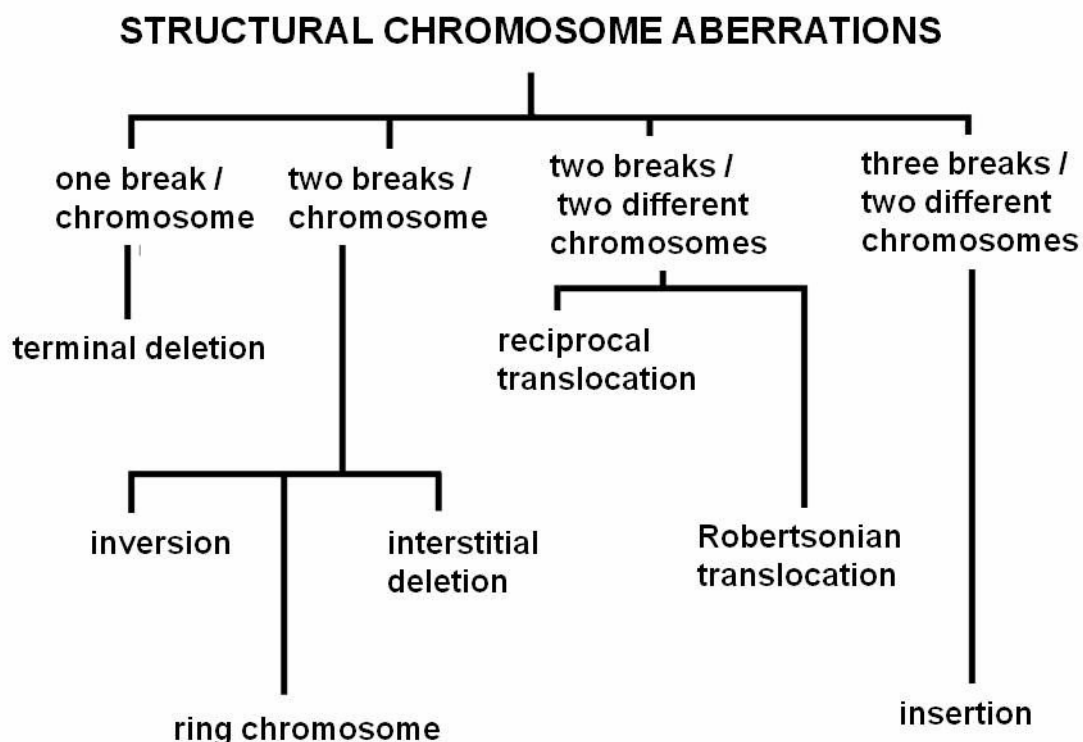 STRUCTURAL CHROMOSOME ABERRATIONS
one break /
chromosome
two breaks /
chromosome
two breaks /
two different
chromosomes
three breaks /
two different
chromosomes
terminal deletion
reciprocal
translocation
inversion
interstitial
deletion
Robertsonian
translocation
ring chromosome
insertion